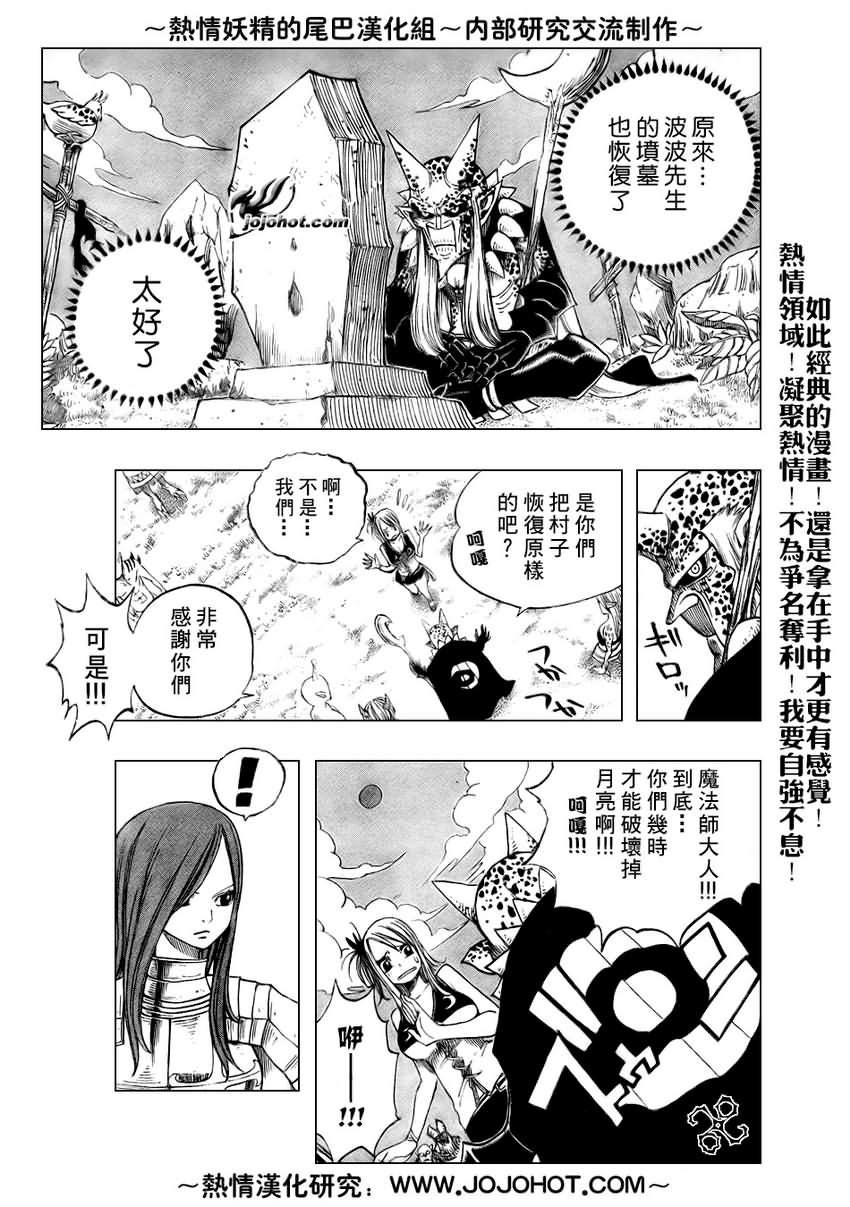 ～熱情妖精的尾巴漢化組～内部研究交流制作～
原來…
波波先生
的墳墓
也恢復了
太好了
jojohot.com
如此經典的漫畫！還是拿在手中才更有感覺！
熱情領域！凝聚熱情！不為爭名奪利！我要自強不息！
ギロ
是你們
把村子
恢復原樣
的吧？
呵嘎
啊…
不是…
我們…
非常
感謝你們
可是!!!
魔法師大人!!!
到底…
你們幾時
才能破壞掉
月亮啊!!!
呵嘎!!!
ズゥ
咿——!!!
!
～熱情漢化研究：WWW.JOJOHOT.COM～